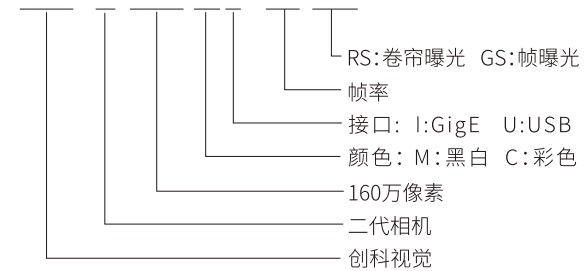 RS:卷帘曝光 GS:帧曝光
帧率
接口: I:GigE U:USB
颜色: M:黑白 C:彩色
160万像素
二代相机
创科视觉